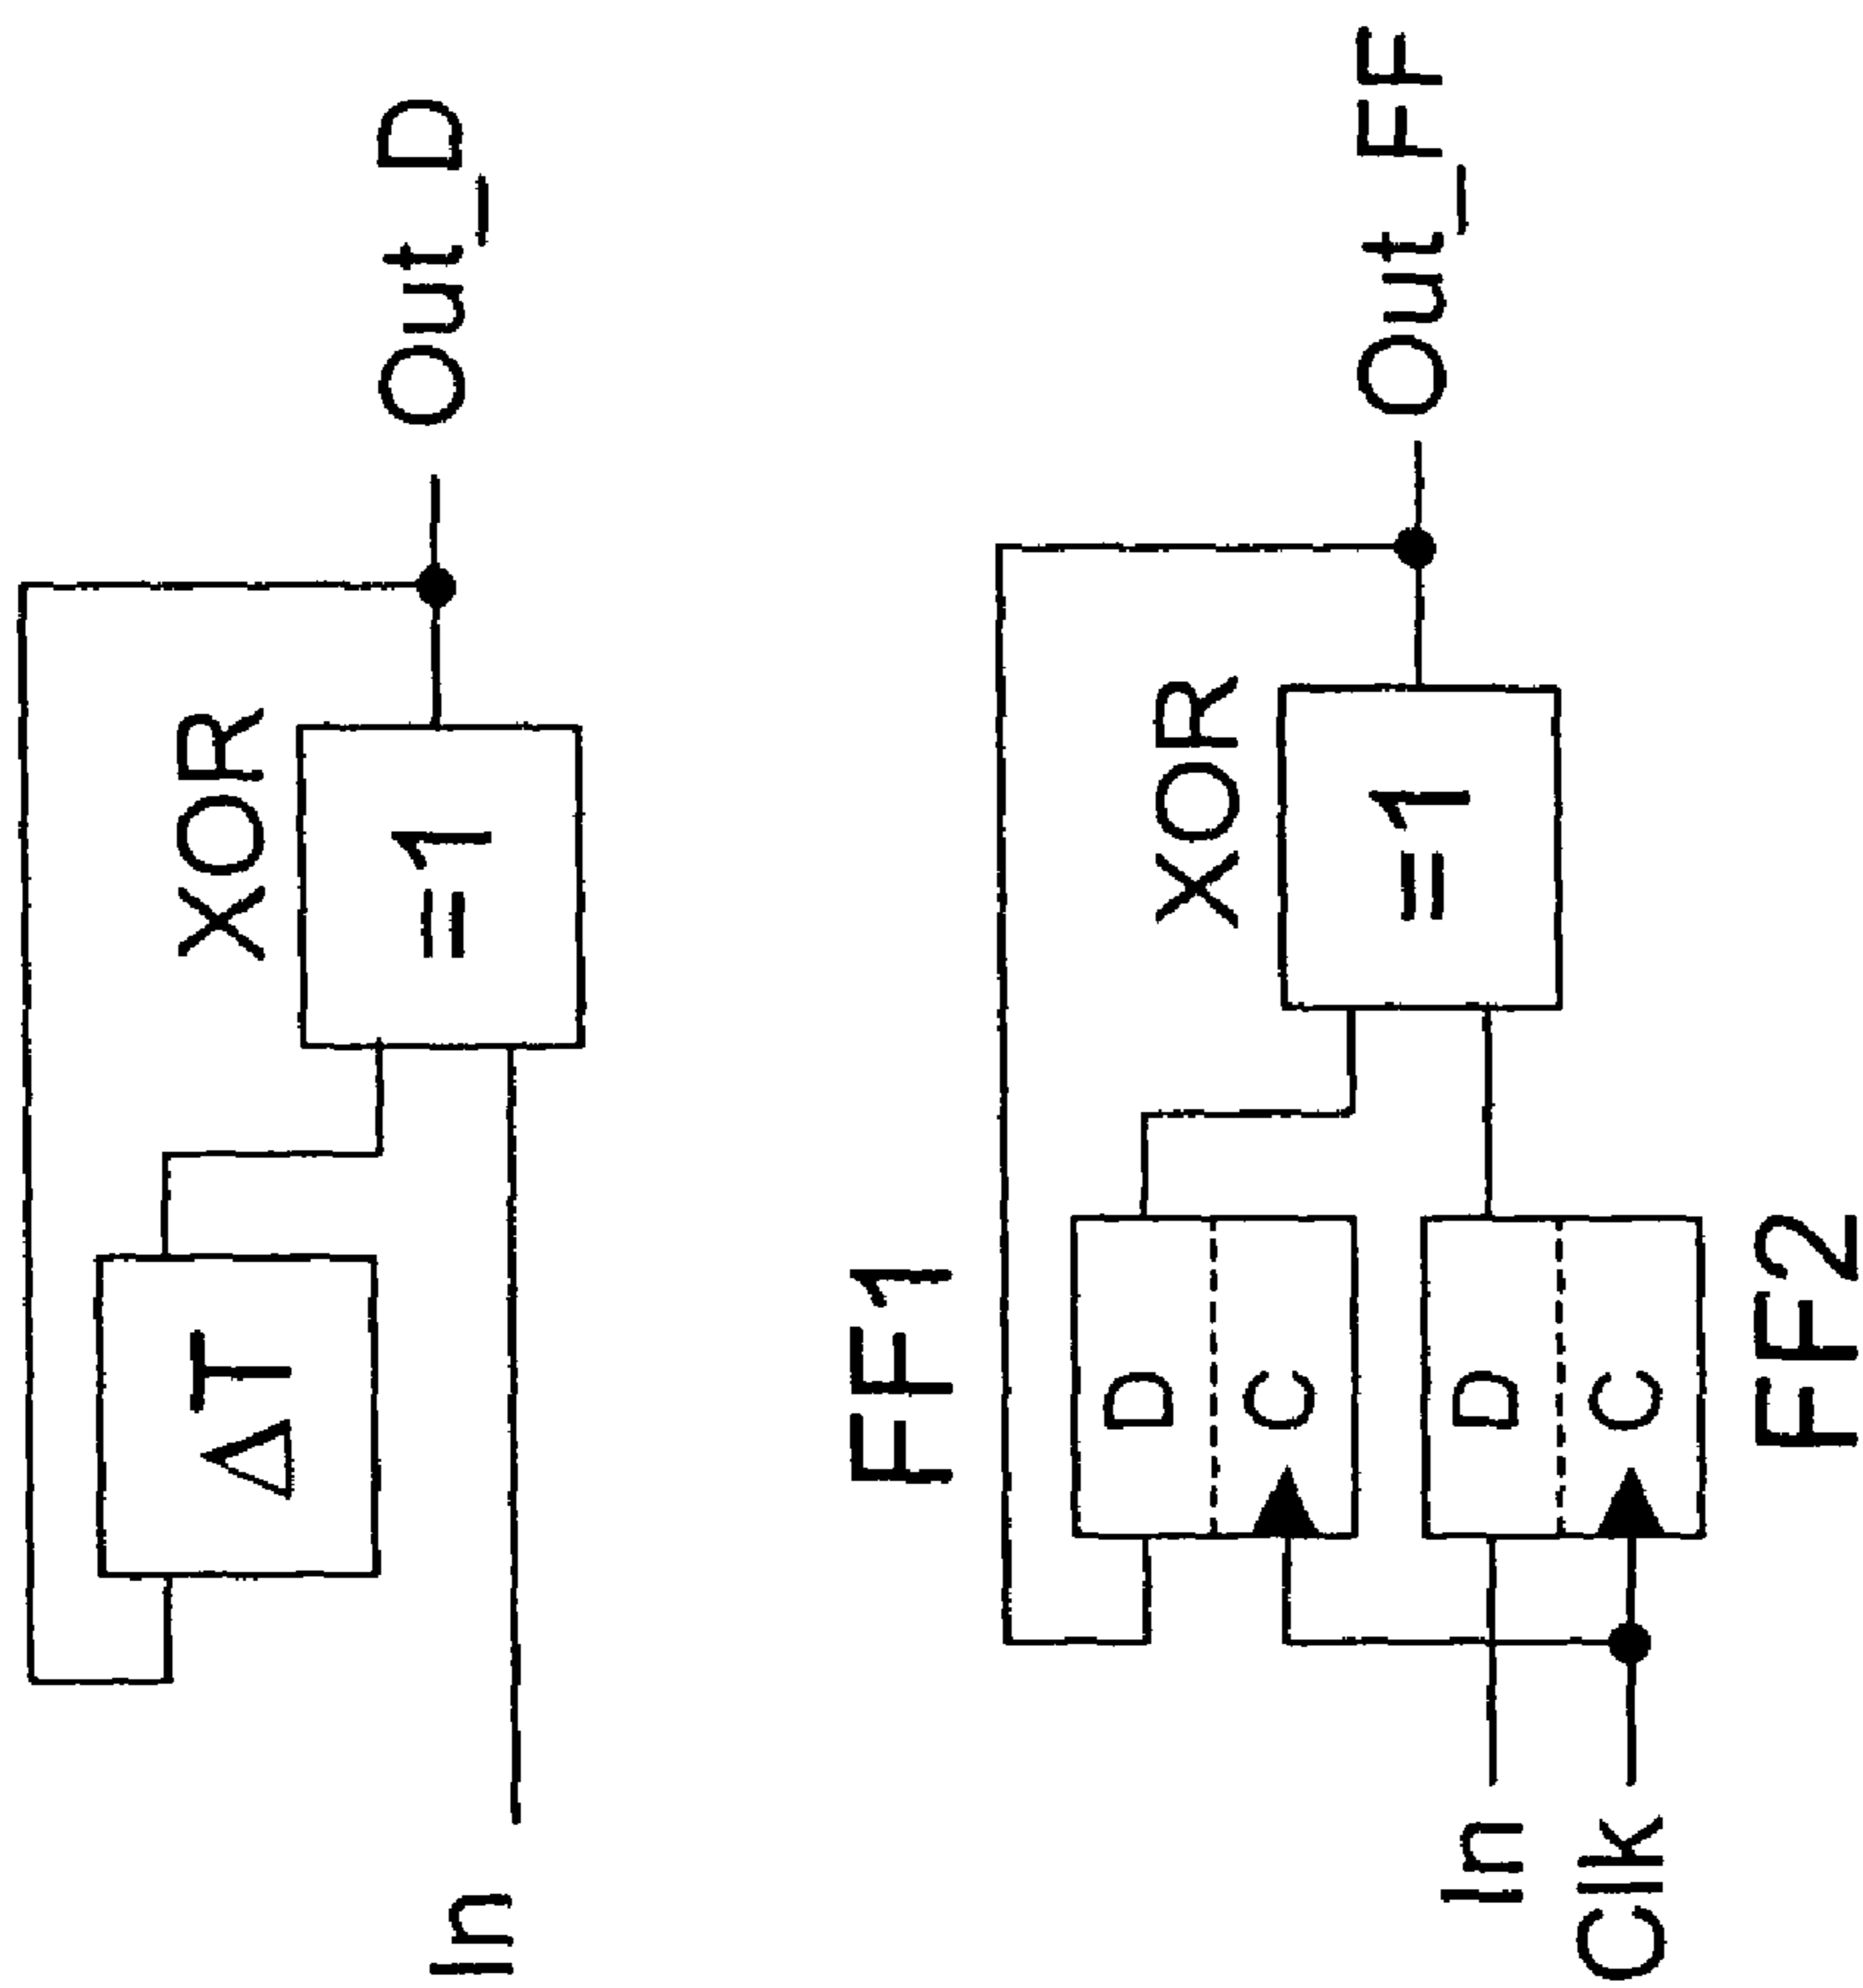 XOR
ΔT
=1
In
Out_D
FF1
XOR
D
C
=1
Out_FF
In
D
Clk
C
FF2